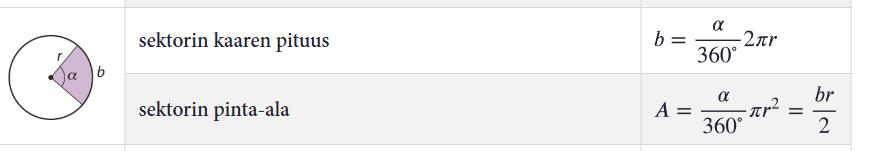 r
α
b
sektorin kaaren pituus
b = α/360° 2πr
sektorin pinta-ala
A = α/360° πr² = br/2